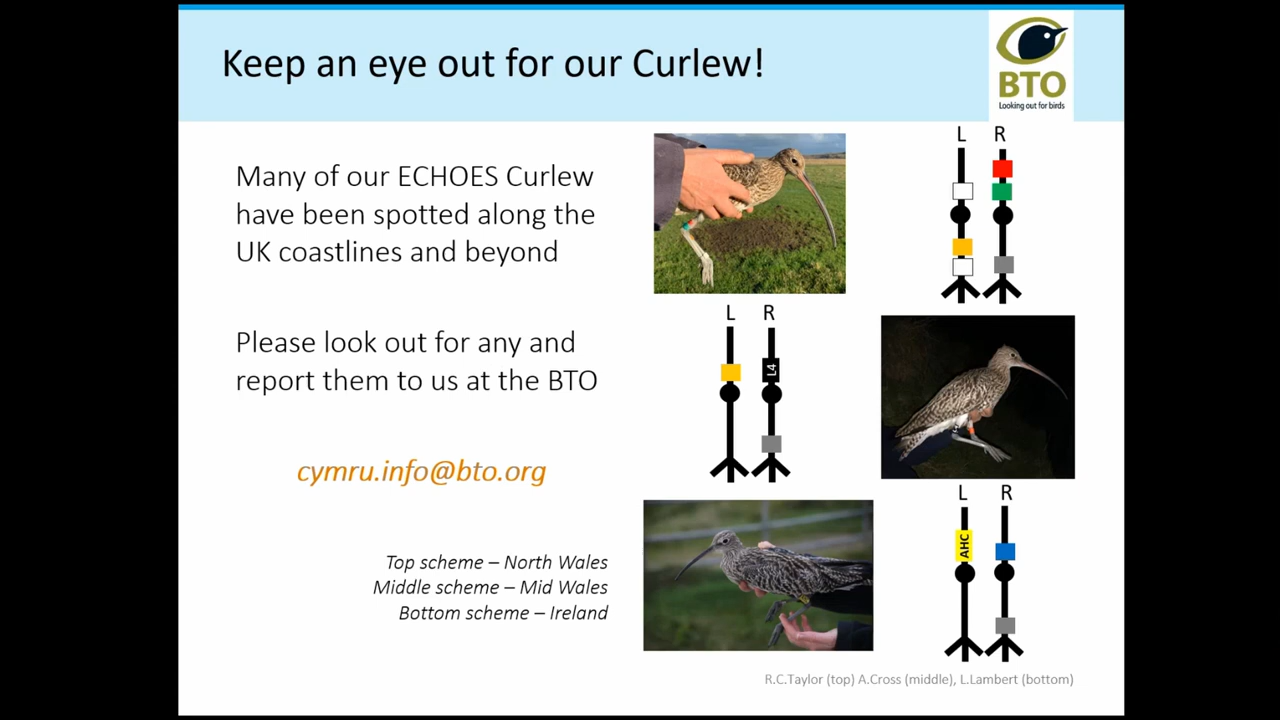 Keep an eye out for our Curlew!
BTO
Looking out for birds
Many of our ECHOES Curlew
have been spotted along the
UK coastlines and beyond
L R
Please look out for any and
report them to us at the BTO
L R
L4
cymru.info@bto.org
Top scheme – North Wales
Middle scheme – Mid Wales
Bottom scheme – Ireland
L R
AHC
R.C.Taylor (top) A.Cross (middle), L.Lambert (bottom)